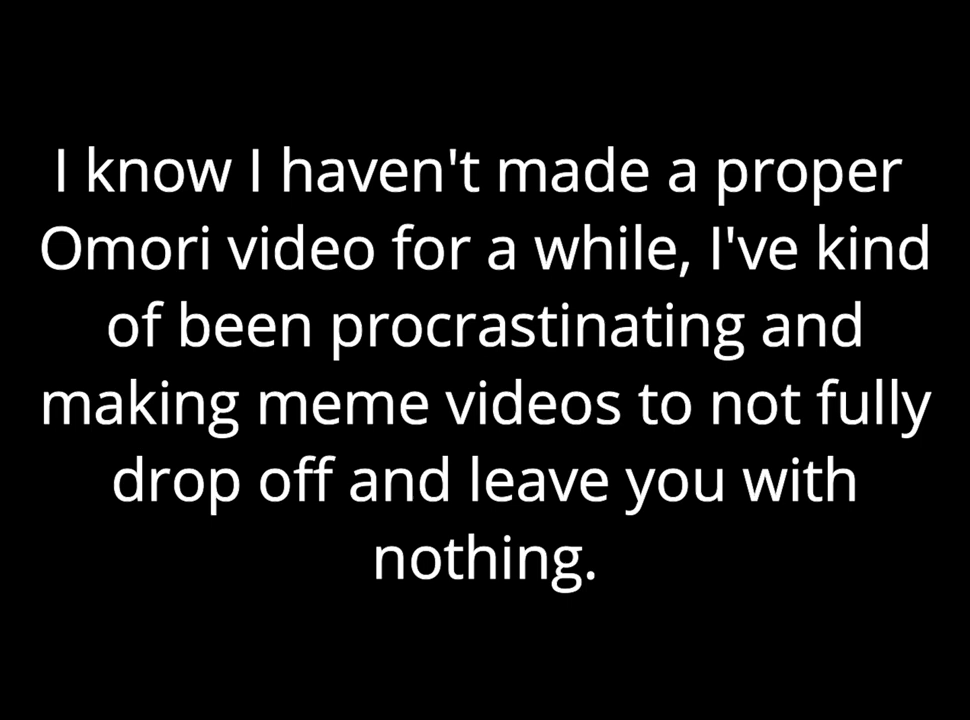 I know I haven't made a proper
Omori video for a while, I've kind
of been procrastinating and
making meme videos to not fully
drop off and leave you with
nothing.